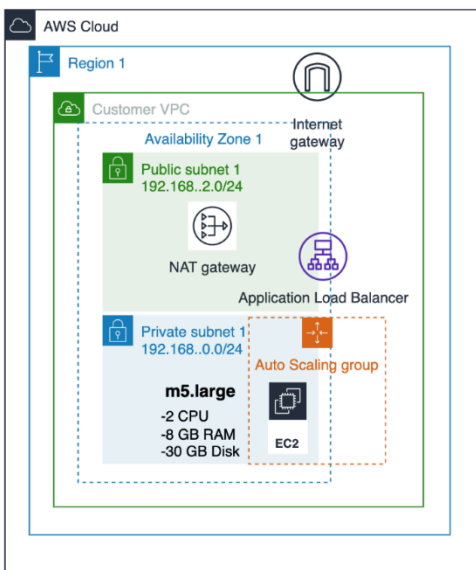 AWS Cloud
Region 1
Customer VPC
Internet
gateway
Availability Zone 1
Public subnet 1
192.168..2.0/24
NAT gateway
Application Load Balancer
Private subnet 1
192.168..0.0/24
Auto Scaling group
m5.large
-2 CPU
-8 GB RAM
-30 GB Disk
EC2